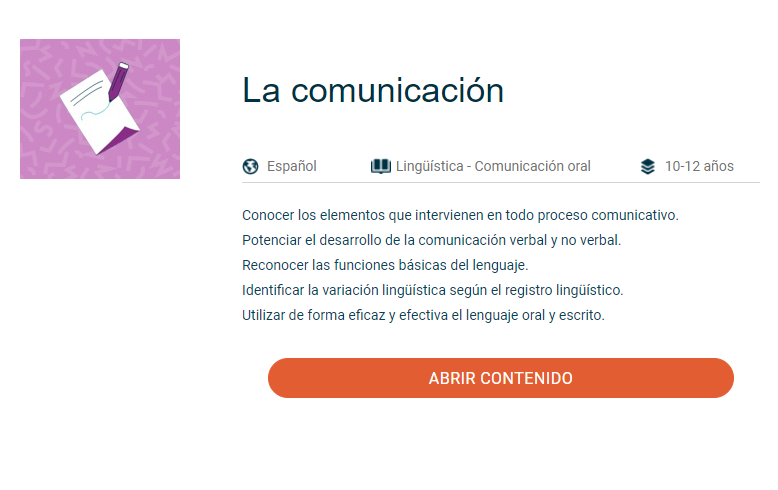 La comunicación
Español
Lingüística - Comunicación oral
10-12 años
Conocer los elementos que intervienen en todo proceso comunicativo.
Potenciar el desarrollo de la comunicación verbal y no verbal.
Reconocer las funciones básicas del lenguaje.
Identificar la variación lingüística según el registro lingüístico.
Utilizar de forma eficaz y efectiva el lenguaje oral y escrito.
ABRIR CONTENIDO